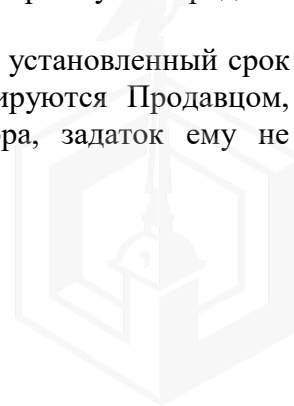 установленный срок
ируются Продавцом,
ра, задаток ему не